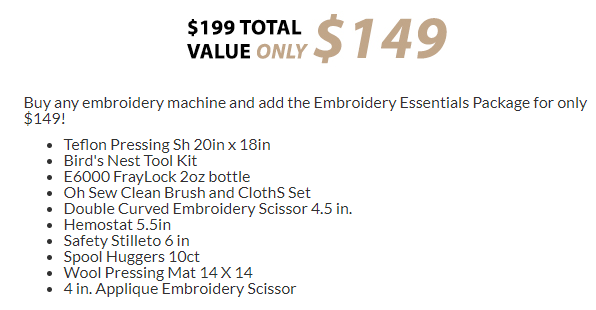 $199 TOTAL
VALUE ONLY $149
Buy any embroidery machine and add the Embroidery Essentials Package for only
$149!
• Teflon Pressing Sh 20in x 18in
• Bird's Nest Tool Kit
• E6000 FrayLock 2oz bottle
• Oh Sew Clean Brush and ClothS Set
• Double Curved Embroidery Scissor 4.5 in.
• Hemostat 5.5in
• Safety Stilleto 6 in
• Spool Huggers 10ct
• Wool Pressing Mat 14 X 14
• 4 in. Applique Embroidery Scissor